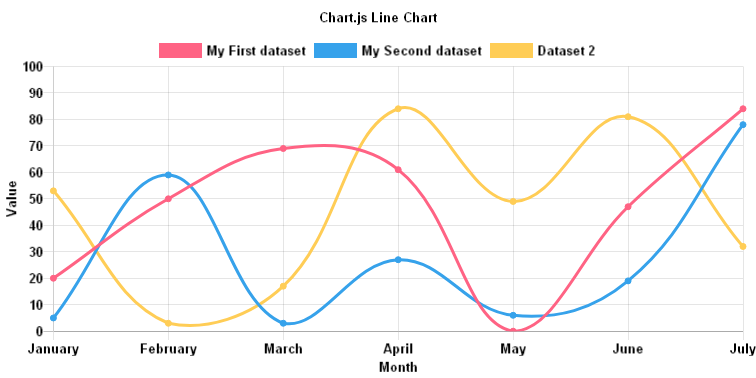 Chart.js Line Chart
My First dataset My Second dataset Dataset 2
100
90
80
70
60
50
40
30
20
10
0
Value
January February March April May June July
Month